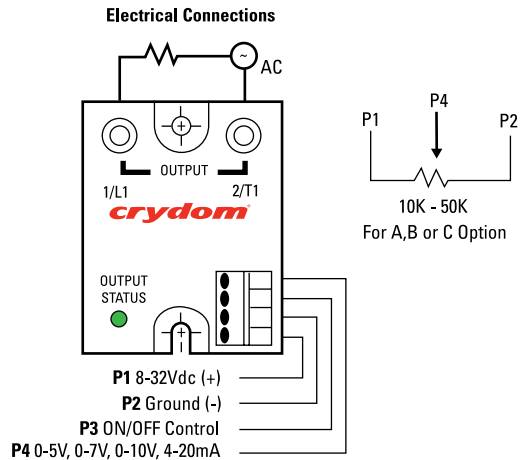 Electrical Connections
~
AC
OUTPUT
1/L1
2/T1
crydom
OUTPUT
STATUS
P1 8-32Vdc (+)
P2 Ground (-)
P3 ON/OFF Control
P4 0-5V, 0-7V, 0-10V, 4-20mA
P4
P1
P2
10K - 50K
For A,B or C Option